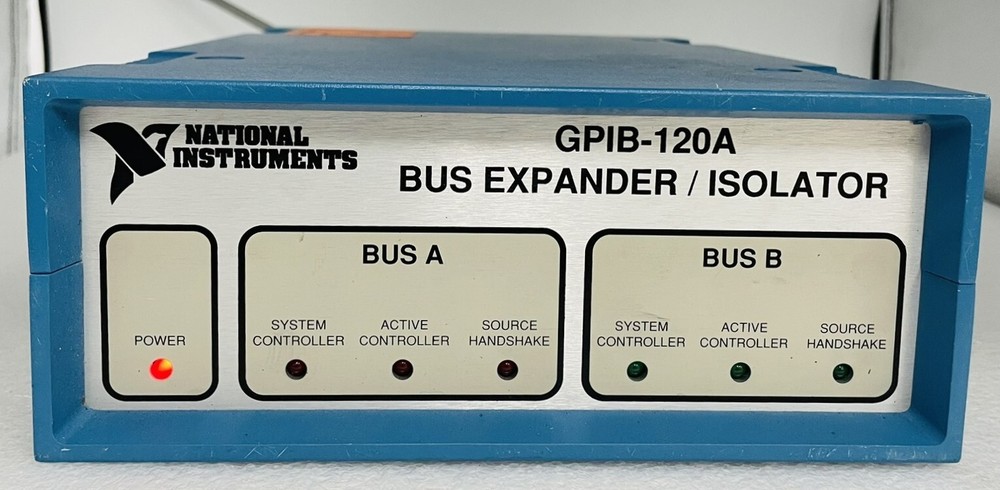 NATIONAL
INSTRUMENTS
GPIB-120A
BUS EXPANDER / ISOLATOR
POWER
BUS A
SYSTEM
CONTROLLER
ACTIVE
CONTROLLER
SOURCE
HANDSHAKE
BUS B
SYSTEM
CONTROLLER
ACTIVE
CONTROLLER
SOURCE
HANDSHAKE